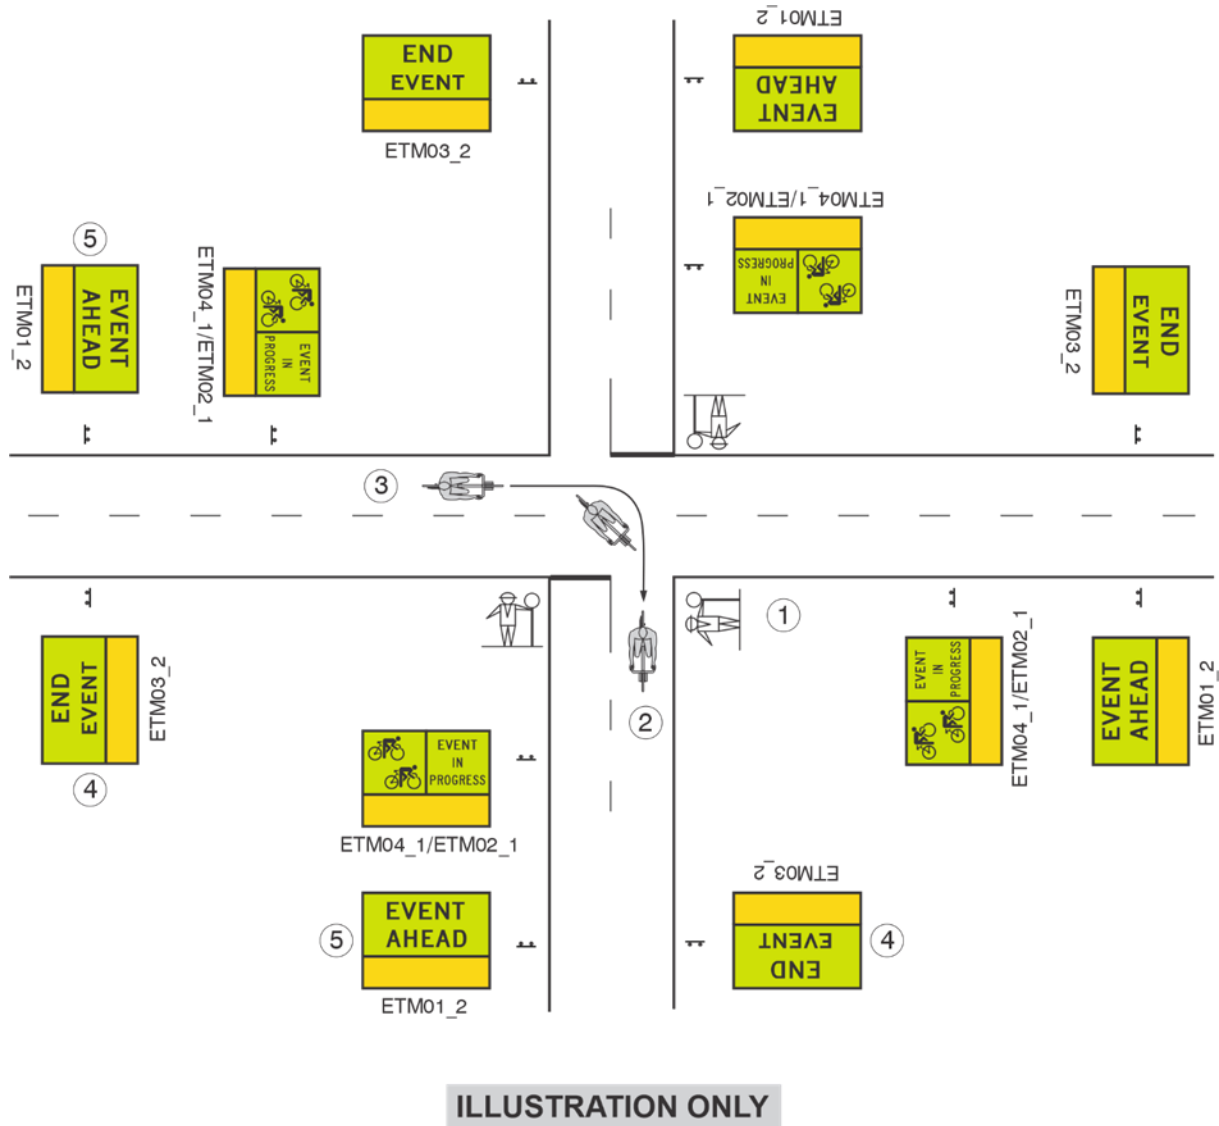 END
EVENT
ETM03_2
ETM01_2
EVENT
AHEAD
ETM04_1/ETM02_1
EVENT
IN
PROGRESS
5
EVENT
AHEAD
ETM01_2
ETM04_1/ETM02_1
EVENT
IN
PROGRESS
END
EVENT
ETM03_2
3
1
2
END
EVENT
ETM03_2
4
EVENT
IN
PROGRESS
ETM04_1/ETM02_1
EVENT
IN
PROGRESS
ETM04_1/ETM02_1
EVENT
AHEAD
ETM01_2
5
EVENT
AHEAD
ETM01_2
ETM03_2
END
EVENT
4
ILLUSTRATION ONLY